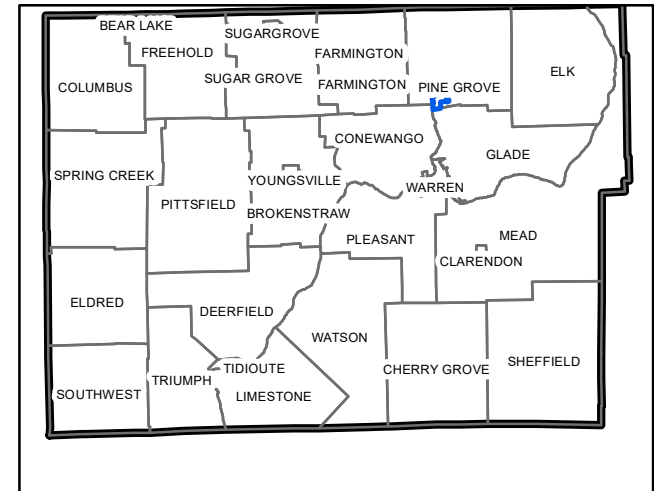 BEAR LAKE
SUGARGROVE
FREEHOLD
FARMINGTON
ELK
COLUMBUS
SUGAR GROVE
FARMINGTON
PINE GROVE
CONEWANGO
GLADE
SPRING CREEK
YOUNGSVILLE
WARREN
PITTSFIELD
BROKENSTRAW
PLEASANT
MEAD
CLARENDON
ELDRED
DEERFIELD
WATSON
SHEFFIELD
TIDIOUTE
CHERRY GROVE
TRIUMPH
SOUTHWEST
LIMESTONE